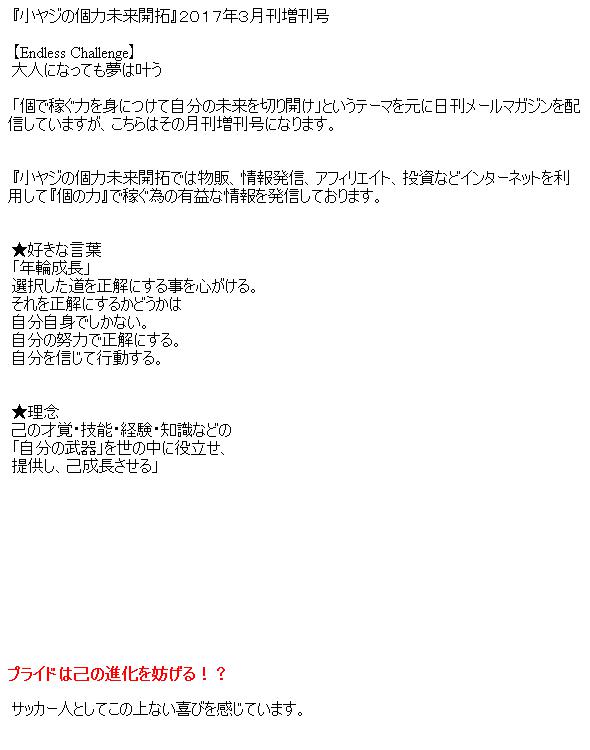 『小ヤジの個力未来開拓』２０１７年３月刊増刊号
【Endless Challenge】
大人になっても夢は叶う
「個で稼ぐ力を身につけて自分の未来を切り開け」というテーマを元に日刊メールマガジンを配
信していますが、こちらはその月刊増刊号になります。
『小ヤジの個力未来開拓では物販、情報発信、アフィリエイト、投資などインターネットを利
用して『個の力』で稼ぐ為の有益な情報を発信しております。
★好きな言葉
「年輪成長」
選択した道を正解にする事を心がける。
それを正解にするかどうかは
自分自身でしかない。
自分の努力で正解にする。
自分を信じて行動する。
★理念
己の才覚・技能・経験・知識などの
「自分の武器」を世の中に役立せ、
提供し、己成長させる」
プライドは己の進化を妨げる！？
サッカー人としてこの上ない喜びを感じています。